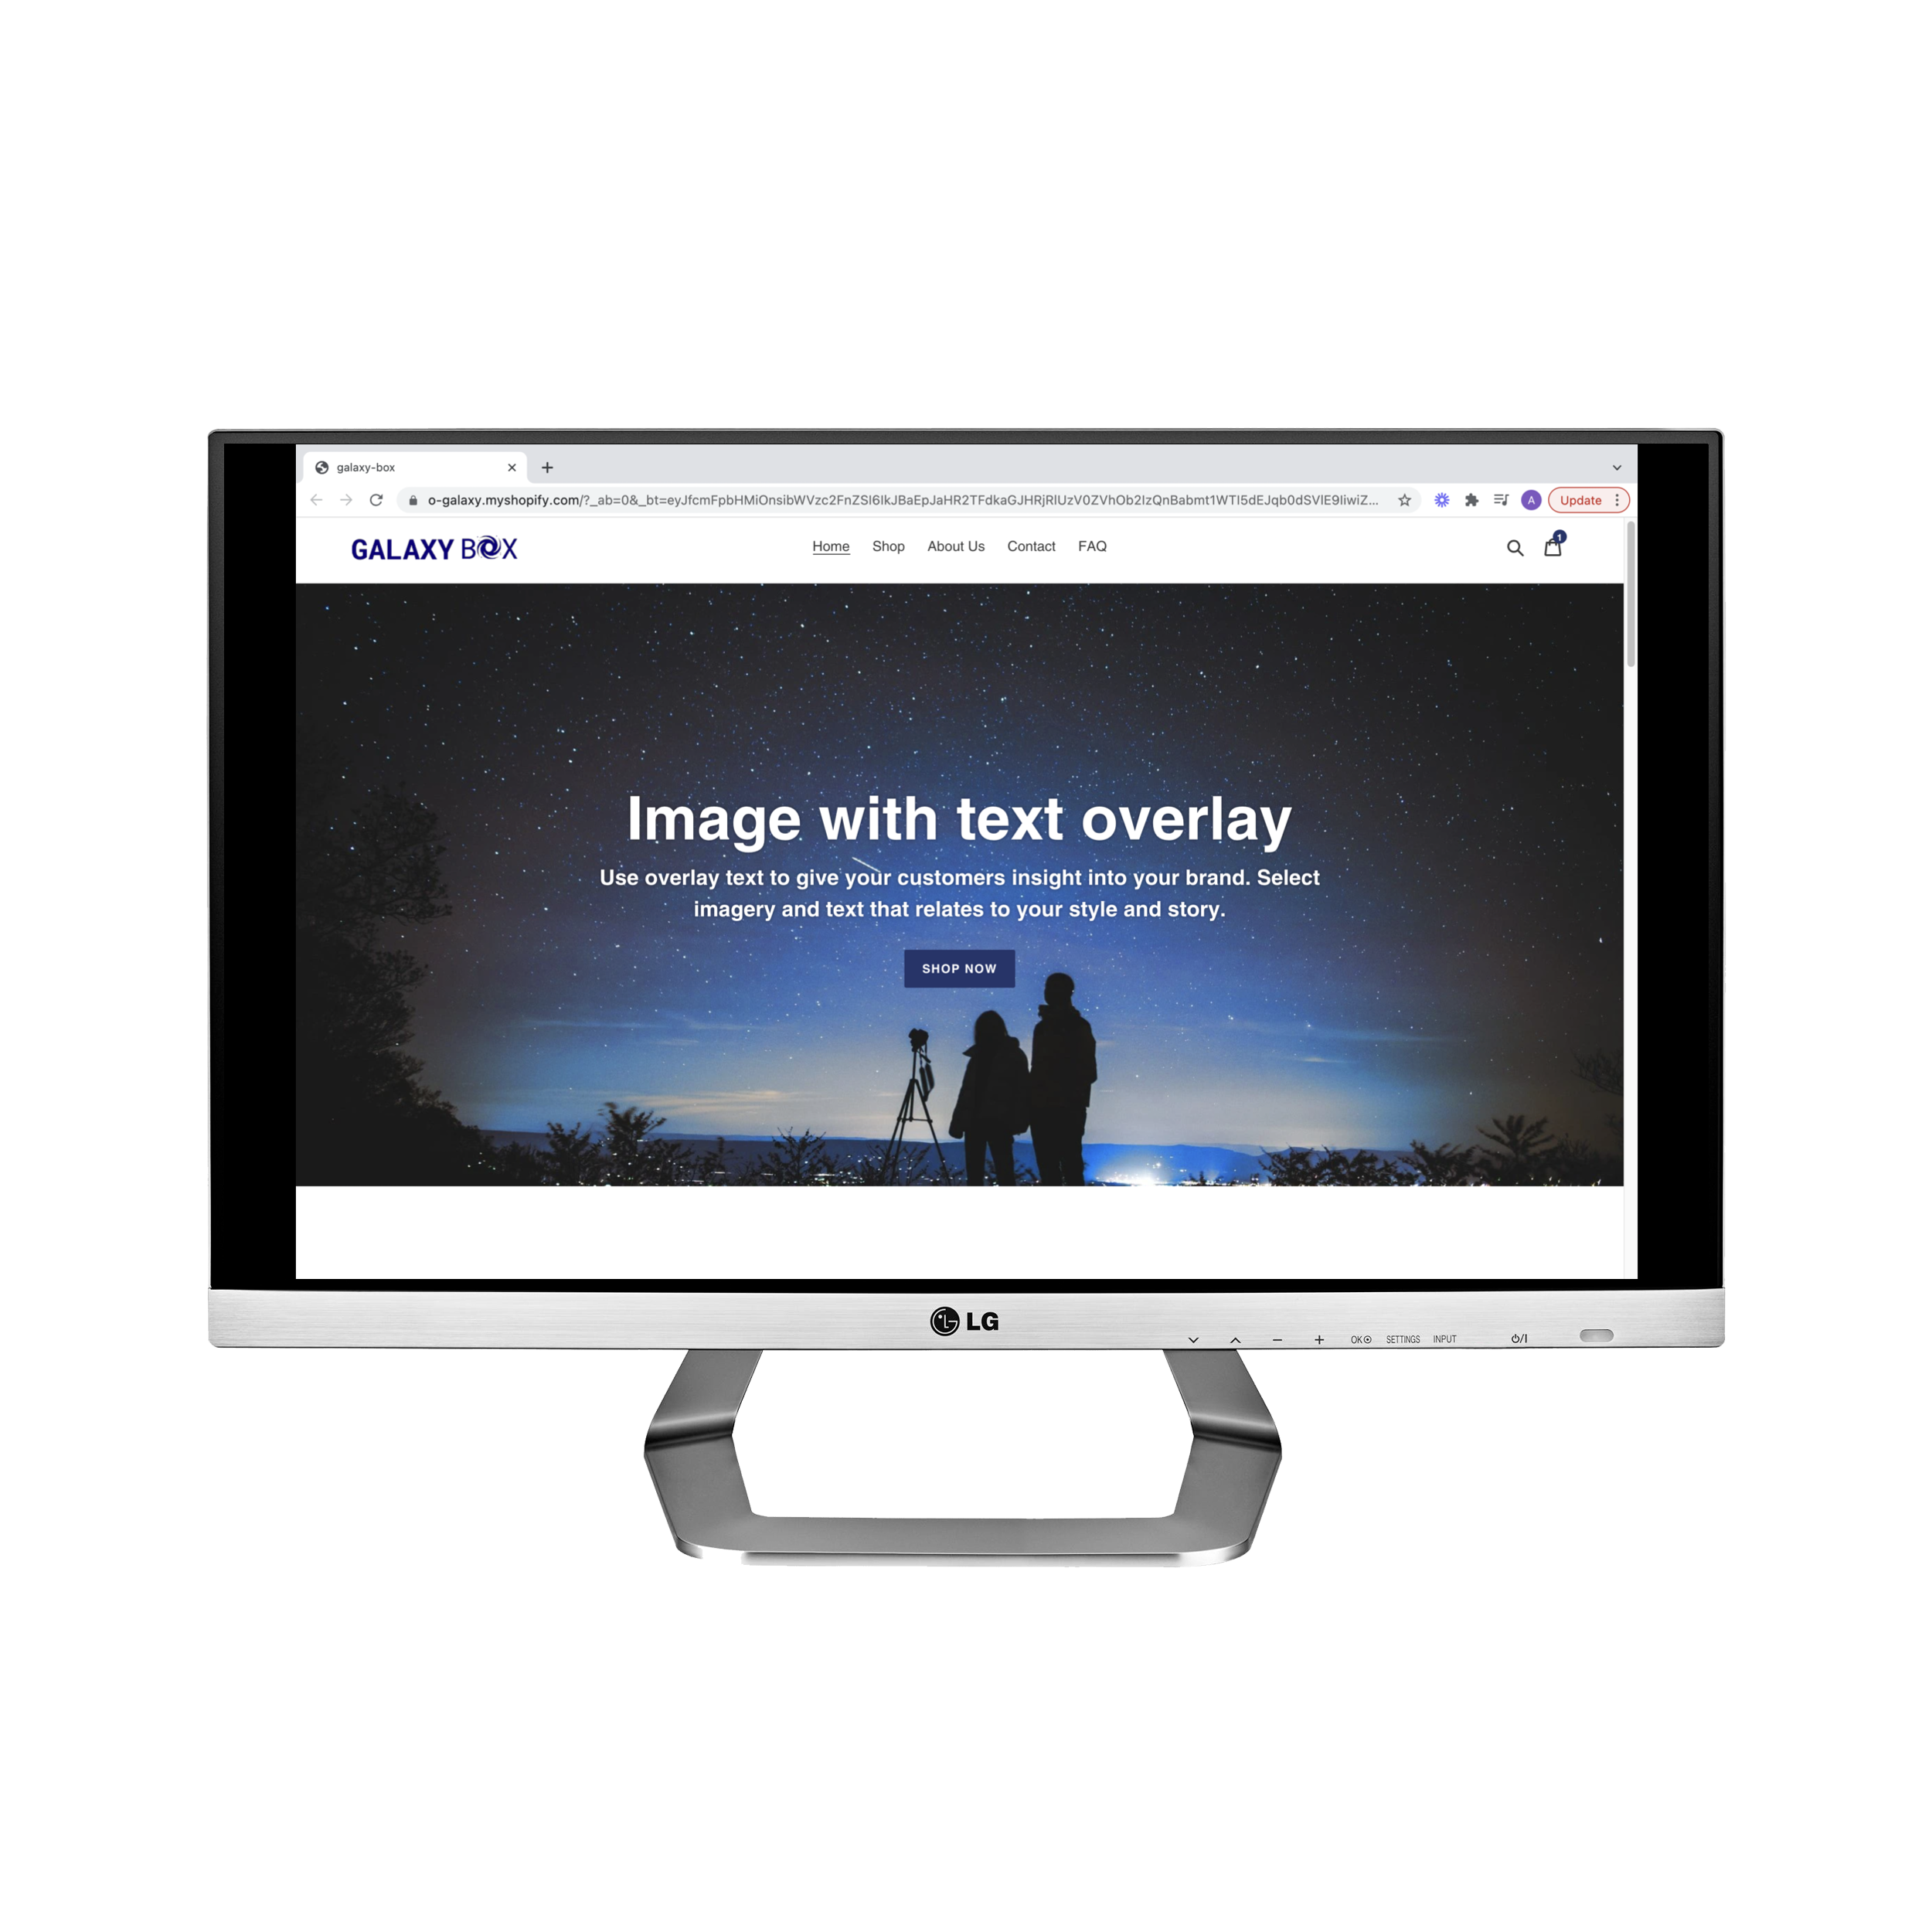 galaxy-box
o-galaxy.myshopify.com/?_ab=0&_bt=eyJfcmFpbHMiOnsibWVzc2FnZSI6IkJBaEpJaHR2TFdkaGJHRjRlUzV0ZVhOb2IzQnBabmt1WTI5dEJqb0dSVlE9IiwiZ...
A
Update
GALAXY BOX
Home Shop About Us Contact FAQ
1
Image with text overlay
Use overlay text to give your customers insight into your brand. Select
imagery and text that relates to your style and story.
SHOP NOW
LG
OK SETTINGS INPUT